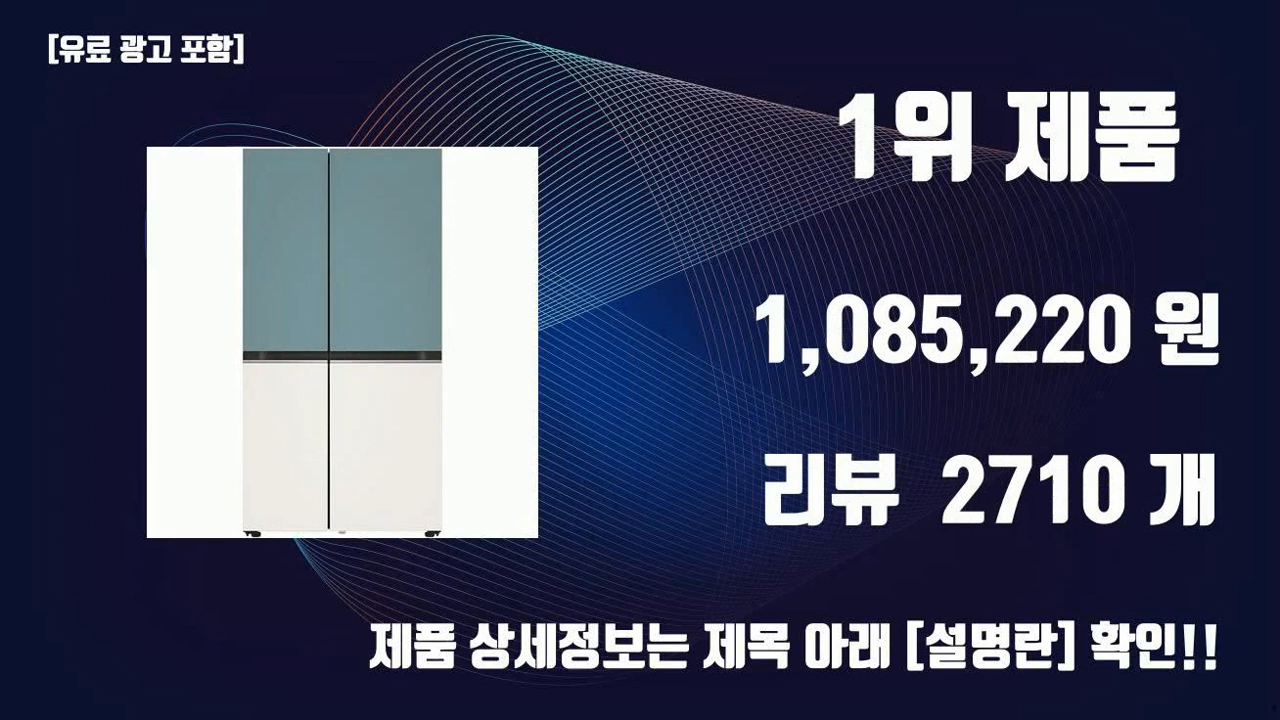 [유료 광고 포함]
1위 제품
1,085,220 원
리뷰 2710 개
제품 상세정보는 제목 아래 [설명란] 확인!!